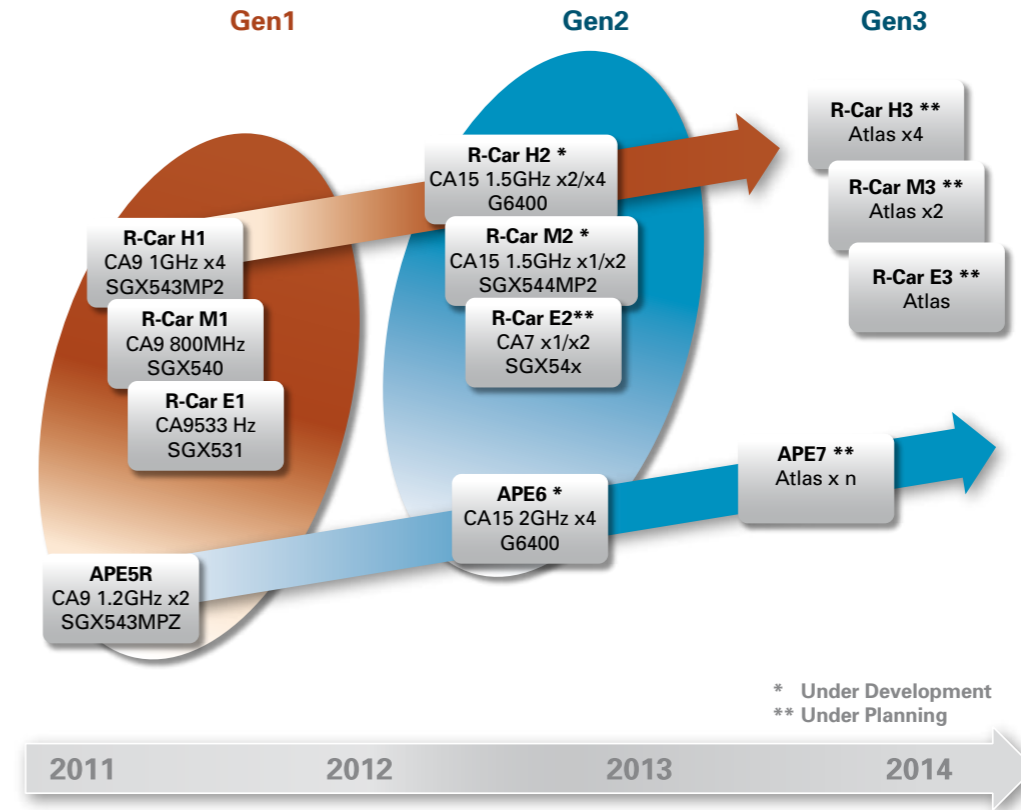 Gen1
Gen2
Gen3
R-Car H1
CA9 1GHz x4
SGX543MP2
R-Car M1
CA9 800MHz
SGX540
R-Car E1
CA9533 Hz
SGX531
APE5R
CA9 1.2GHz x2
SGX543MPZ
R-Car H2 *
CA15 1.5GHz x2/x4
G6400
R-Car M2 *
CA15 1.5GHz x1/x2
SGX544MP2
R-Car E2**
CA7 x1/x2
SGX54x
APE6 *
CA15 2GHz x4
G6400
R-Car H3 **
Atlas x4
R-Car M3 **
Atlas x2
R-Car E3 **
Atlas
APE7 **
Atlas x n
* Under Development
** Under Planning
2011
2012
2013
2014